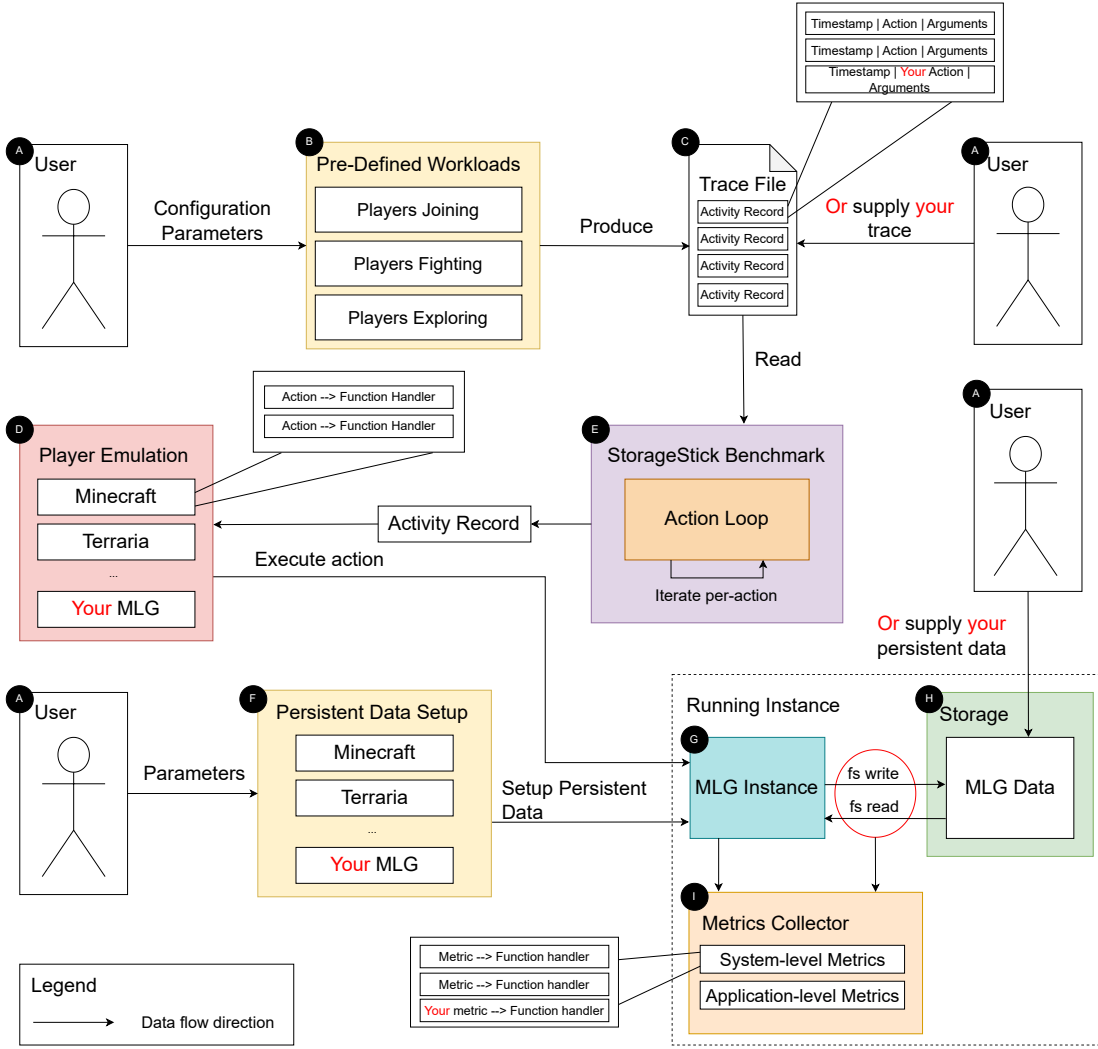 Timestamp | Action | Arguments
Timestamp | Action | Arguments
Timestamp | Your Action |
Arguments
A
User
Configuration
Parameters
B
Pre-Defined Workloads
Players Joining
Players Fighting
Players Exploring
Produce
C
Trace File
Activity Record
Activity Record
Activity Record
Activity Record
Or supply your
trace
A
User
Read
Action --> Function Handler
Action --> Function Handler
D
Player Emulation
Minecraft
Terraria
...
Your MLG
Activity Record
Execute action
E
StorageStick Benchmark
Action Loop
Iterate per-action
A
User
Or supply your
persistent data
A
User
Parameters
F
Persistent Data Setup
Minecraft
Terraria
...
Your MLG
Setup Persistent
Data
Running Instance
G
MLG Instance
fs write
fs read
H
Storage
MLG Data
I
Metrics Collector
System-level Metrics
Application-level Metrics
Metric --> Function handler
Metric --> Function handler
Your metric --> Function handler
Legend
Data flow direction